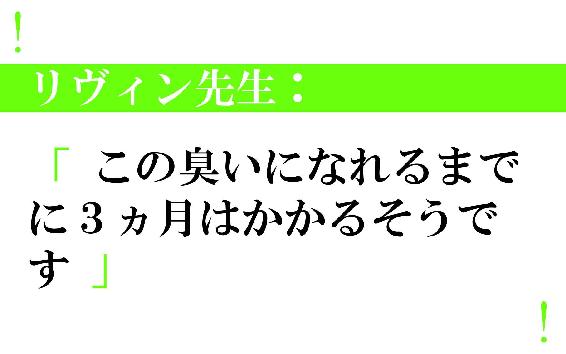 !
リヴィン先生：
「 この臭いになれるまで
に３ヵ月はかかるそうで
す 」
!